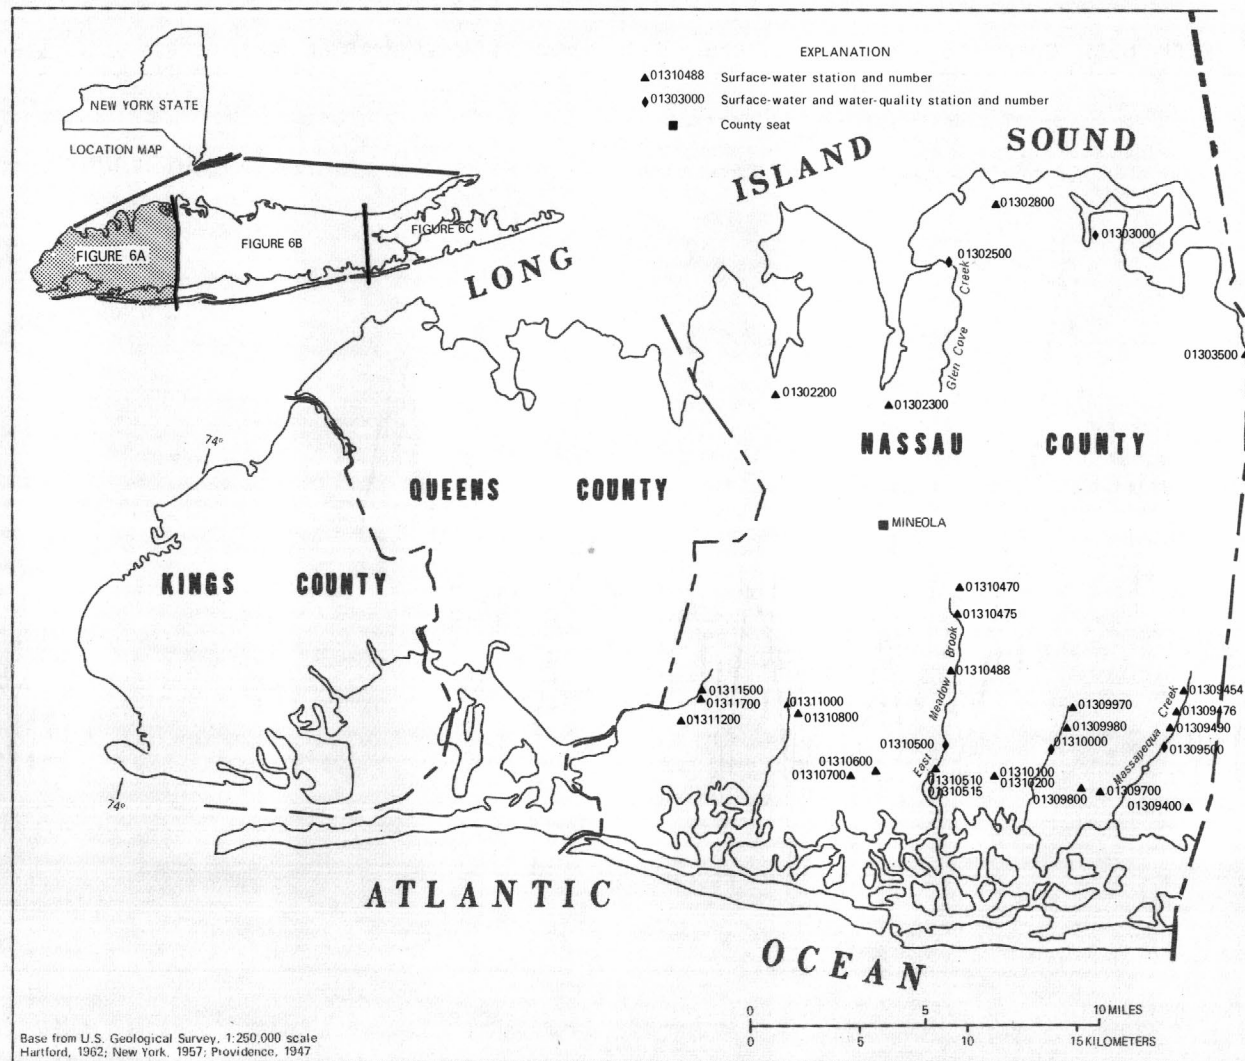 EXPLANATION
▲01310488 Surface-water station and number
♦01303000 Surface-water and water-quality station and number
■ County seat
NEW YORK STATE
LOCATION MAP
FIGURE 6A
FIGURE 6B
FIGURE 6C
LONG
ISLAND
SOUND
01302800
01303000
01302500
Glen Cove Creek
01303500
01302200
01302300
NASSAU COUNTY
74°
QUEENS COUNTY
MINEOLA
KINGS COUNTY
01310470
01310475
East Meadow Brook
01310488
01311500
01311700
01311200
01311000
01310800
01309970
01309980
01310000
01309454
01309476
01309490
01309500
Massapequa Creek
01310500
01310600
01310700
01310510
01310515
01310100
01310200
01309800
01309700
01309400
74°
ATLANTIC
OCEAN
0 5 10 MILES
0 5 10 15 KILOMETERS
Base from U.S. Geological Survey, 1:250,000 scale
Hartford, 1962; New York, 1957; Providence, 1947